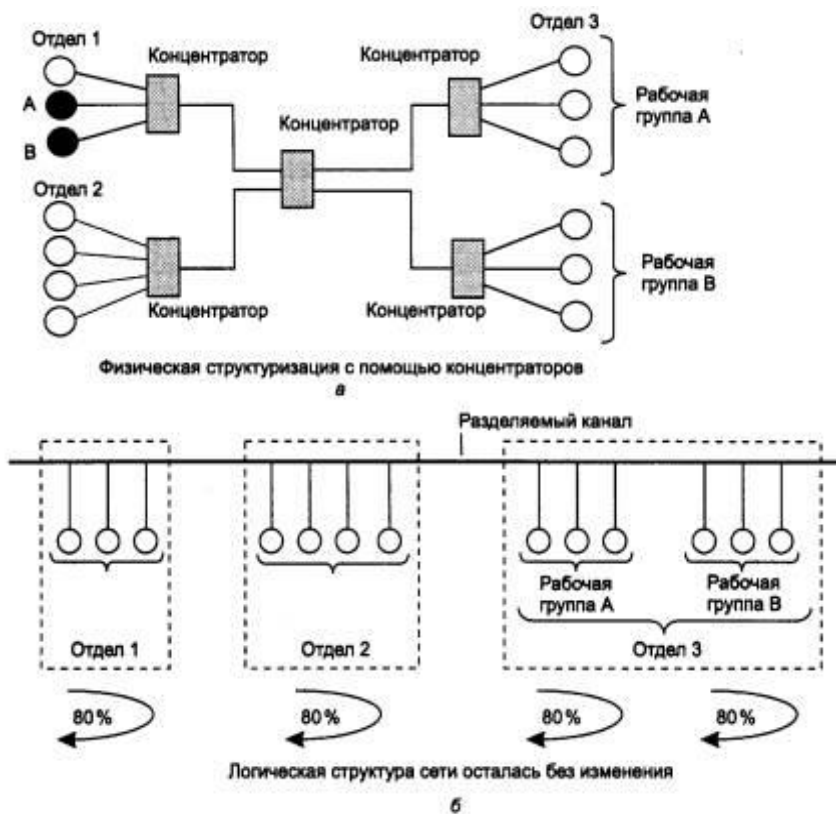 Отдел 1
Концентратор
Концентратор
Отдел 3
A
B
Концентратор
Рабочая
группа A
Отдел 2
Концентратор
Концентратор
Рабочая
группа B
Физическая структуризация с помощью концентраторов
а
Разделяемый канал
Рабочая
группа A
Рабочая
группа B
Отдел 1
Отдел 2
Отдел 3
80 %
80 %
80 %
80 %
Логическая структура сети осталась без изменения
б